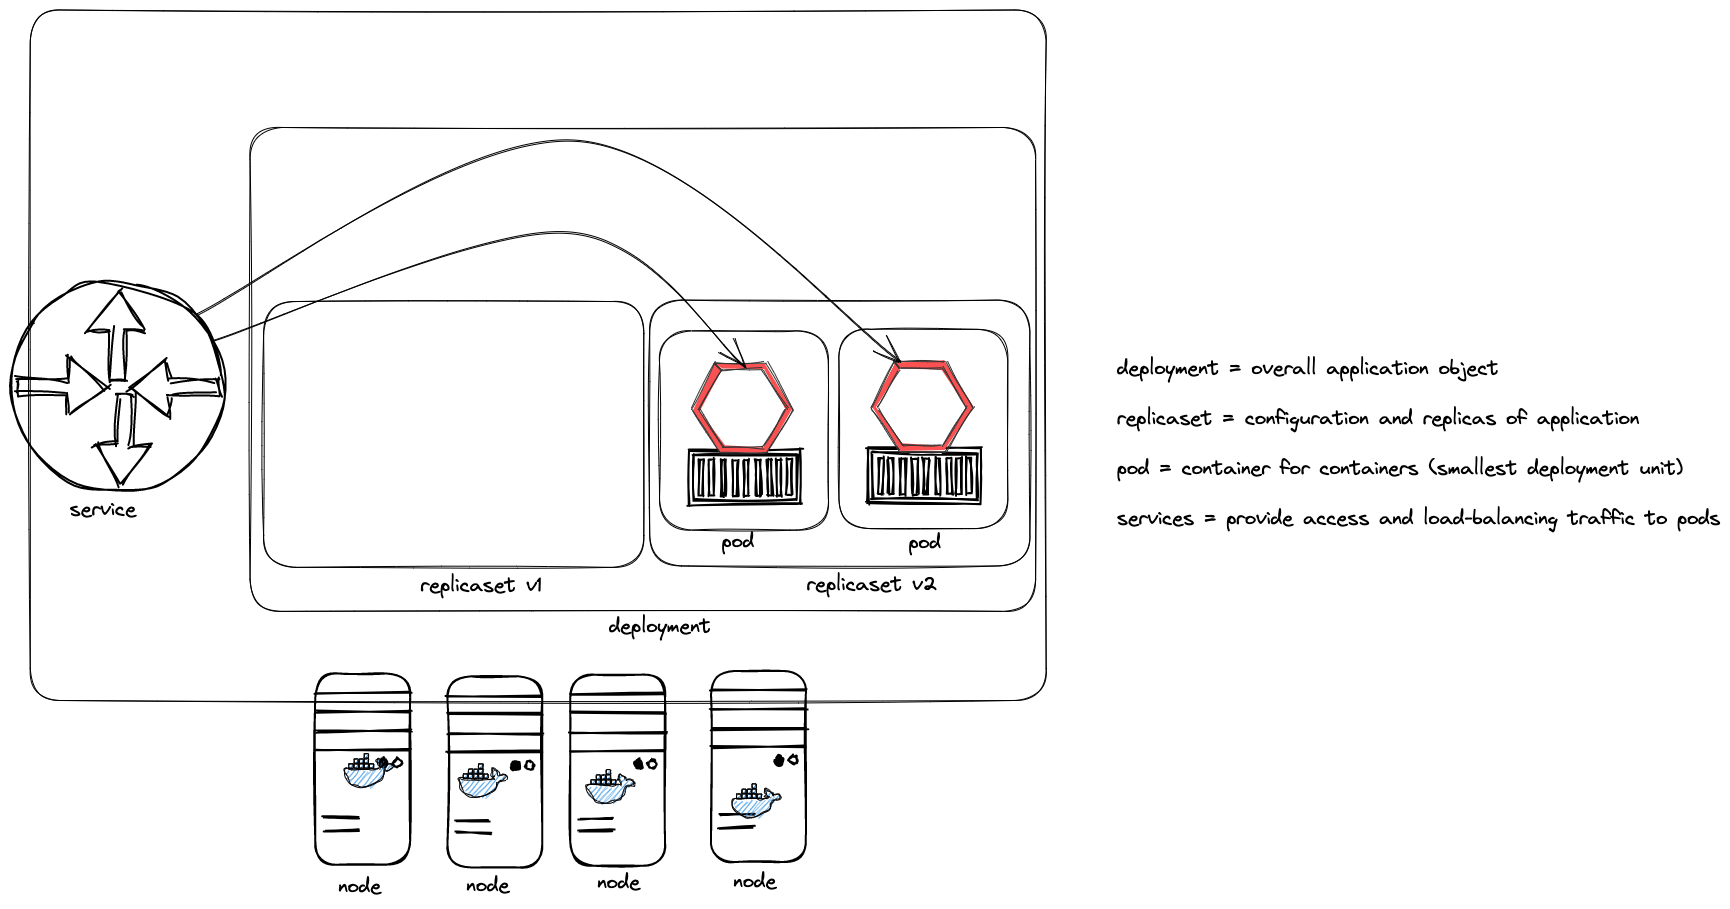 deployment = overall application object
replicaset = configuration and replicas of application
pod = container for containers (smallest deployment unit)
services = provide access and load-balancing traffic to pods
service
pod
pod
replicaset v1
replicaset v2
deployment
node
node
node
node